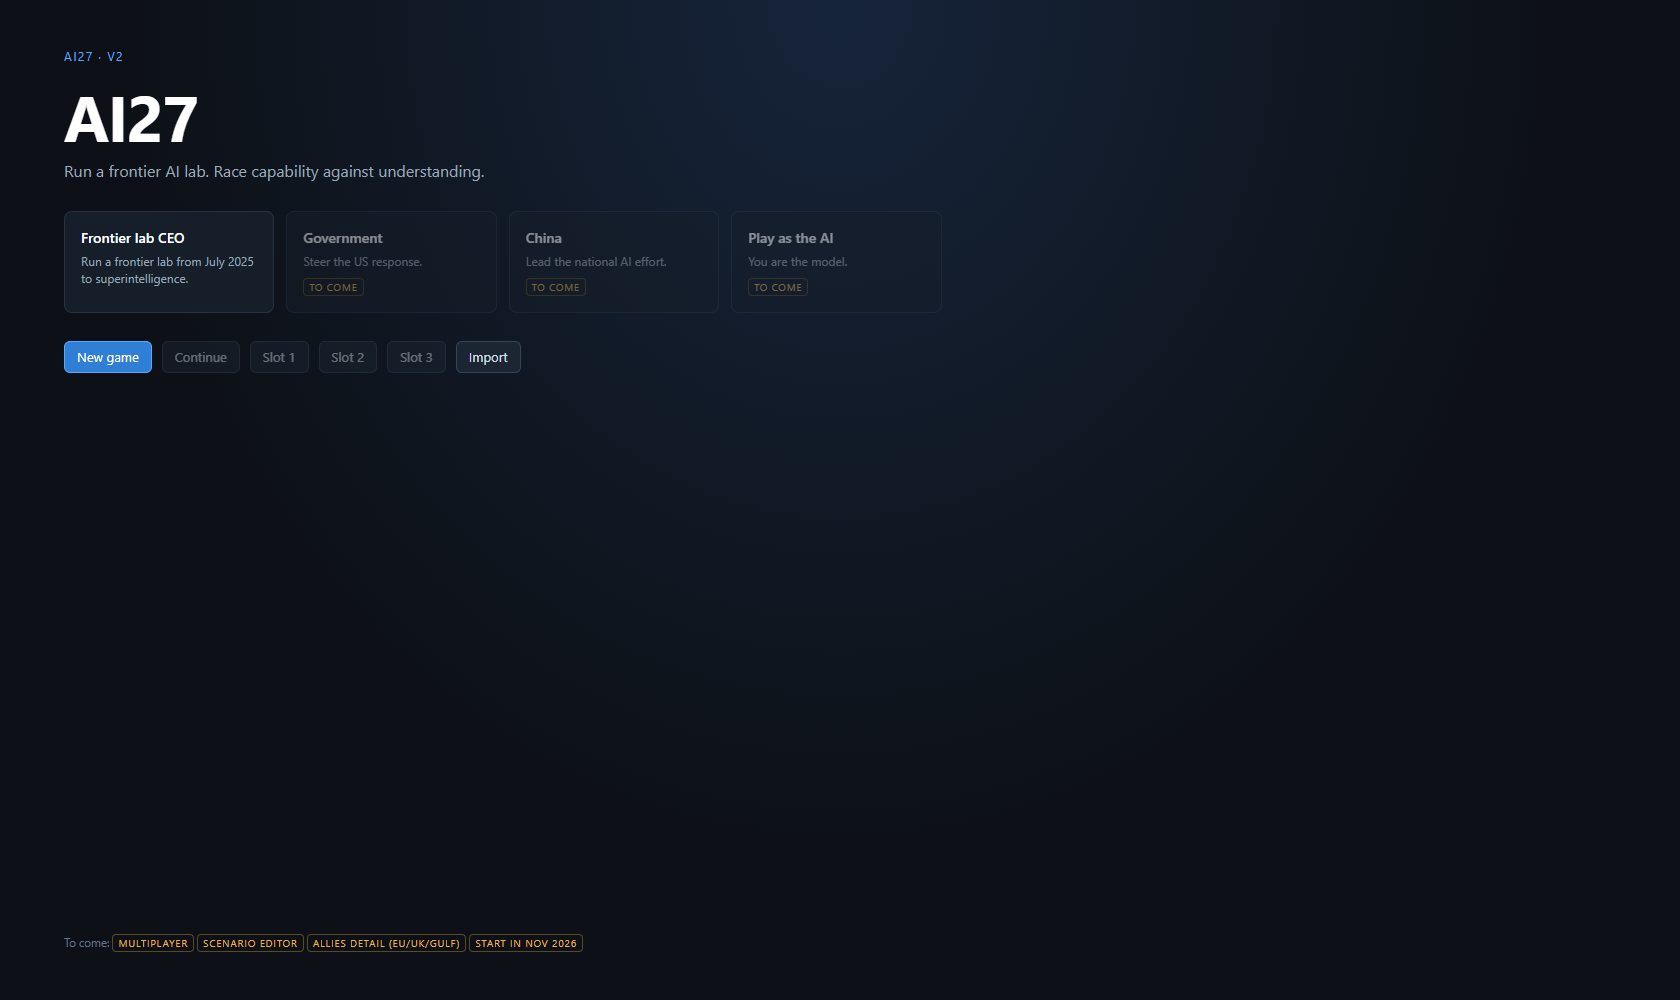 AI27 · V2
AI27
Run a frontier AI lab. Race capability against understanding.
Frontier lab CEO
Run a frontier lab from July 2025
to superintelligence.
Government
Steer the US response.
TO COME
China
Lead the national AI effort.
TO COME
Play as the AI
You are the model.
TO COME
New game
Continue
Slot 1
Slot 2
Slot 3
Import
To come: MULTIPLAYER SCENARIO EDITOR ALLIES DETAIL (EU/UK/GULF) START IN NOV 2026